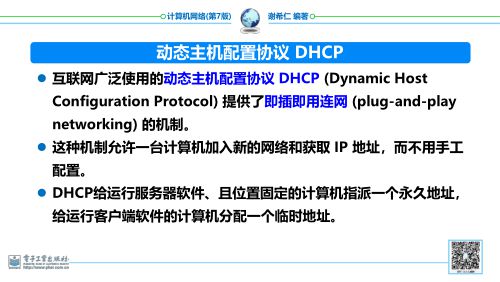 计算机网络(第7版)
谢希仁 编著
动态主机配置协议 DHCP
互联网广泛使用的动态主机配置协议 DHCP (Dynamic Host
Configuration Protocol) 提供了即插即用连网 (plug-and-play
networking) 的机制。
这种机制允许一台计算机加入新的网络和获取 IP 地址，而不用手工
配置。
DHCP给运行服务器软件、且位置固定的计算机指派一个永久地址，
给运行客户端软件的计算机分配一个临时地址。
电子工业出版社
http://www.phei.com.cn